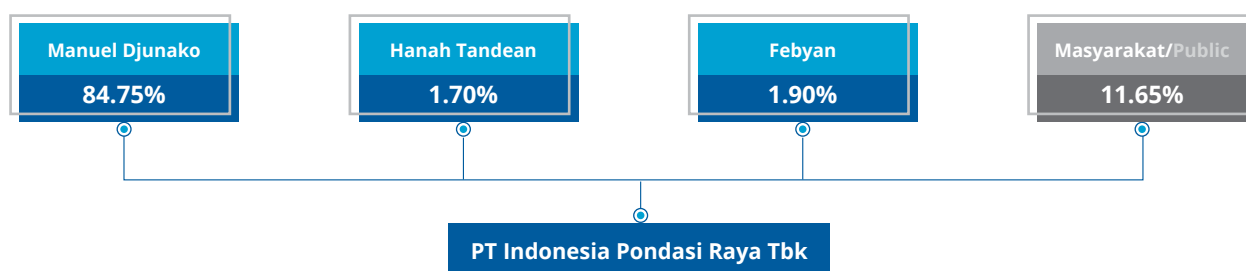 Manuel Djunako
84.75%
Hanah Tandean
1.70%
Febyan
1.90%
Masyarakat/Public
11.65%
PT Indonesia Pondasi Raya Tbk